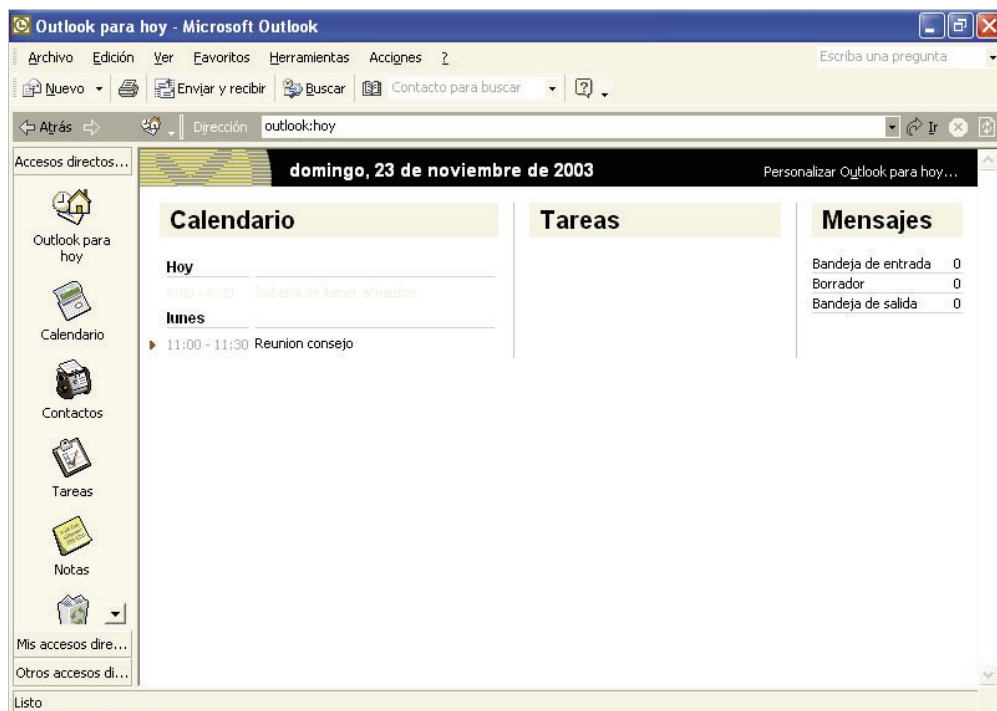 Outlook para hoy - Microsoft Outlook
Archivo Edición Ver Favoritos Herramientas Acciones ? Escriba una pregunta
Nuevo Enviar y recibir Buscar Contacto para buscar
Atrás Dirección outlook:hoy Ir
Accesos directos...
domingo, 23 de noviembre de 2003 Personalizar Outlook para hoy...
Outlook para
hoy
Calendario
Contactos
Tareas
Notas
Mis accesos dire...
Otros accesos di...
Calendario
Hoy
8:00 - 8:00 Debería de llamar al medico
lunes
11:00 - 11:30 Reunion consejo
Tareas
Mensajes
Bandeja de entrada 0
Borrador 0
Bandeja de salida 0
Listo